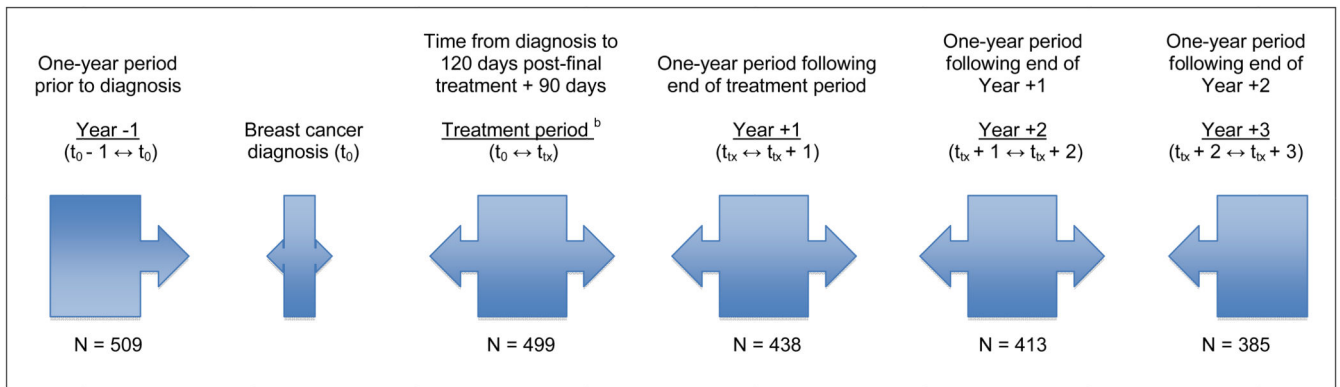 One-year period
prior to diagnosis
Year -1
(t0 - 1 ↔ t0)
N = 509
Breast cancer
diagnosis (t0)
Time from diagnosis to
120 days post-final
treatment + 90 days
Treatment period b
(t0 ↔ ttx)
N = 499
One-year period following
end of treatment period
Year +1
(ttx ↔ ttx + 1)
N = 438
One-year period
following end of
Year +1
Year +2
(ttx + 1 ↔ ttx + 2)
N = 413
One-year period
following end of
Year +2
Year +3
(ttx + 2 ↔ ttx + 3)
N = 385